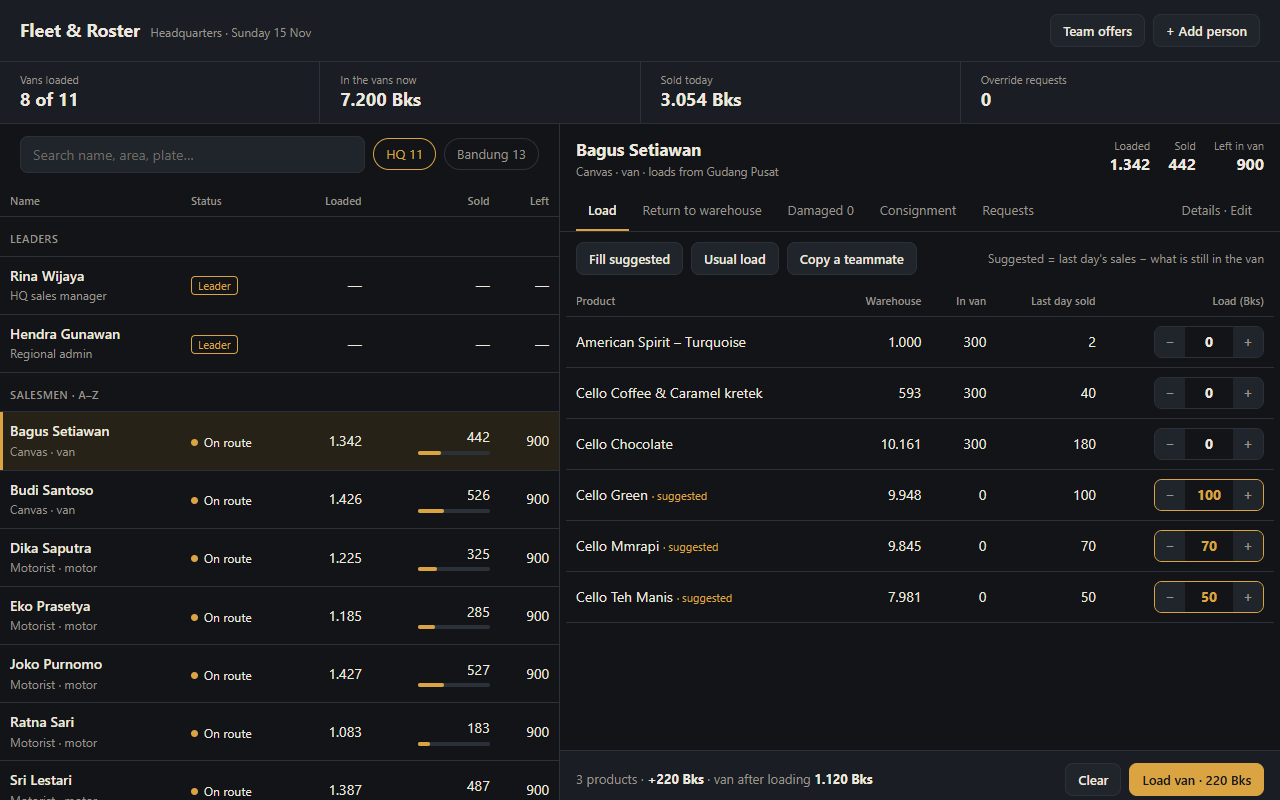 Fleet & Roster Headquarters · Sunday 15 Nov
Team offers
+ Add person
Vans loaded
8 of 11
In the vans now
7.200 Bks
Sold today
3.054 Bks
Override requests
0
Search name, area, plate...
HQ 11
Bandung 13
Name Status Loaded Sold Left
LEADERS
Rina Wijaya
HQ sales manager
Leader — — —
Hendra Gunawan
Regional admin
Leader — — —
SALESMEN · A–Z
Bagus Setiawan
Canvas · van
On route 1.342 442 900
Budi Santoso
Canvas · van
On route 1.426 526 900
Dika Saputra
Motorist · motor
On route 1.225 325 900
Eko Prasetya
Motorist · motor
On route 1.185 285 900
Joko Purnomo
Motorist · motor
On route 1.427 527 900
Ratna Sari
Motorist · motor
On route 1.083 183 900
Sri Lestari
Motorist · motor
On route 1.387 487 900
Bagus Setiawan
Canvas · van · loads from Gudang Pusat
Loaded Sold Left in van
1.342 442 900
Load Return to warehouse Damaged 0 Consignment Requests Details · Edit
Fill suggested Usual load Copy a teammate Suggested = last day's sales – what is still in the van
Product Warehouse In van Last day sold Load (Bks)
American Spirit – Turquoise 1.000 300 2 − 0 +
Cello Coffee & Caramel kretek 593 300 40 − 0 +
Cello Chocolate 10.161 300 180 − 0 +
Cello Green · suggested 9.948 0 100 − 100 +
Cello Mmrapi · suggested 9.845 0 70 − 70 +
Cello Teh Manis · suggested 7.981 0 50 − 50 +
3 products · +220 Bks · van after loading 1.120 Bks
Clear
Load van · 220 Bks